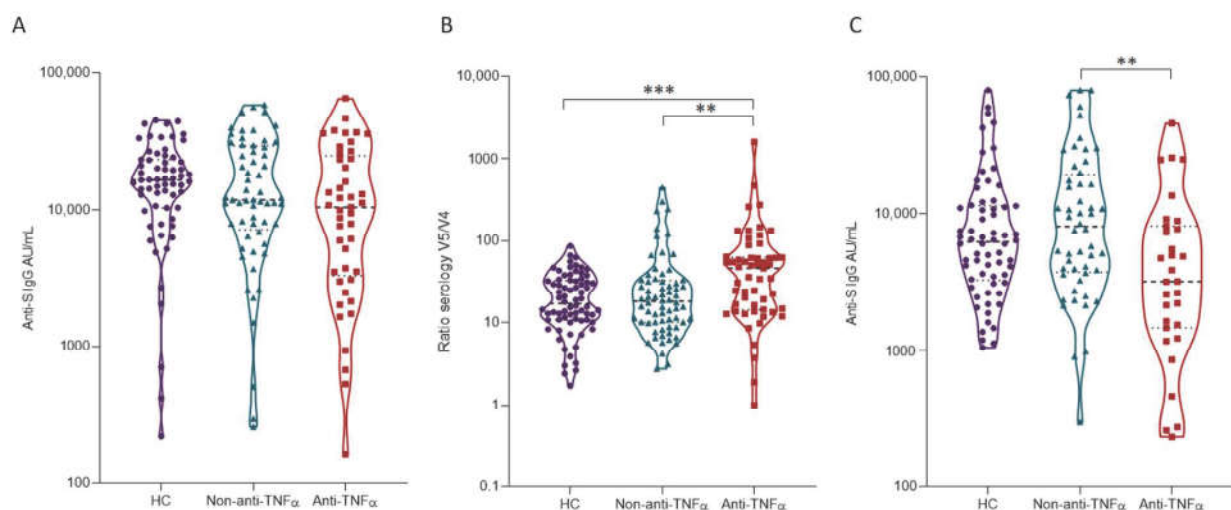 A
Anti-S IgG AU/mL
100,000
10,000
1000
100
HC
Non-anti-TNFα
Anti-TNFα
B
Ratio serology V5/V4
10,000
1000
100
10
1
0.1
***
**
HC
Non-anti-TNFα
Anti-TNFα
C
Anti-S IgG AU/mL
100,000
10,000
1000
100
**
HC
Non-anti-TNFα
Anti-TNFα